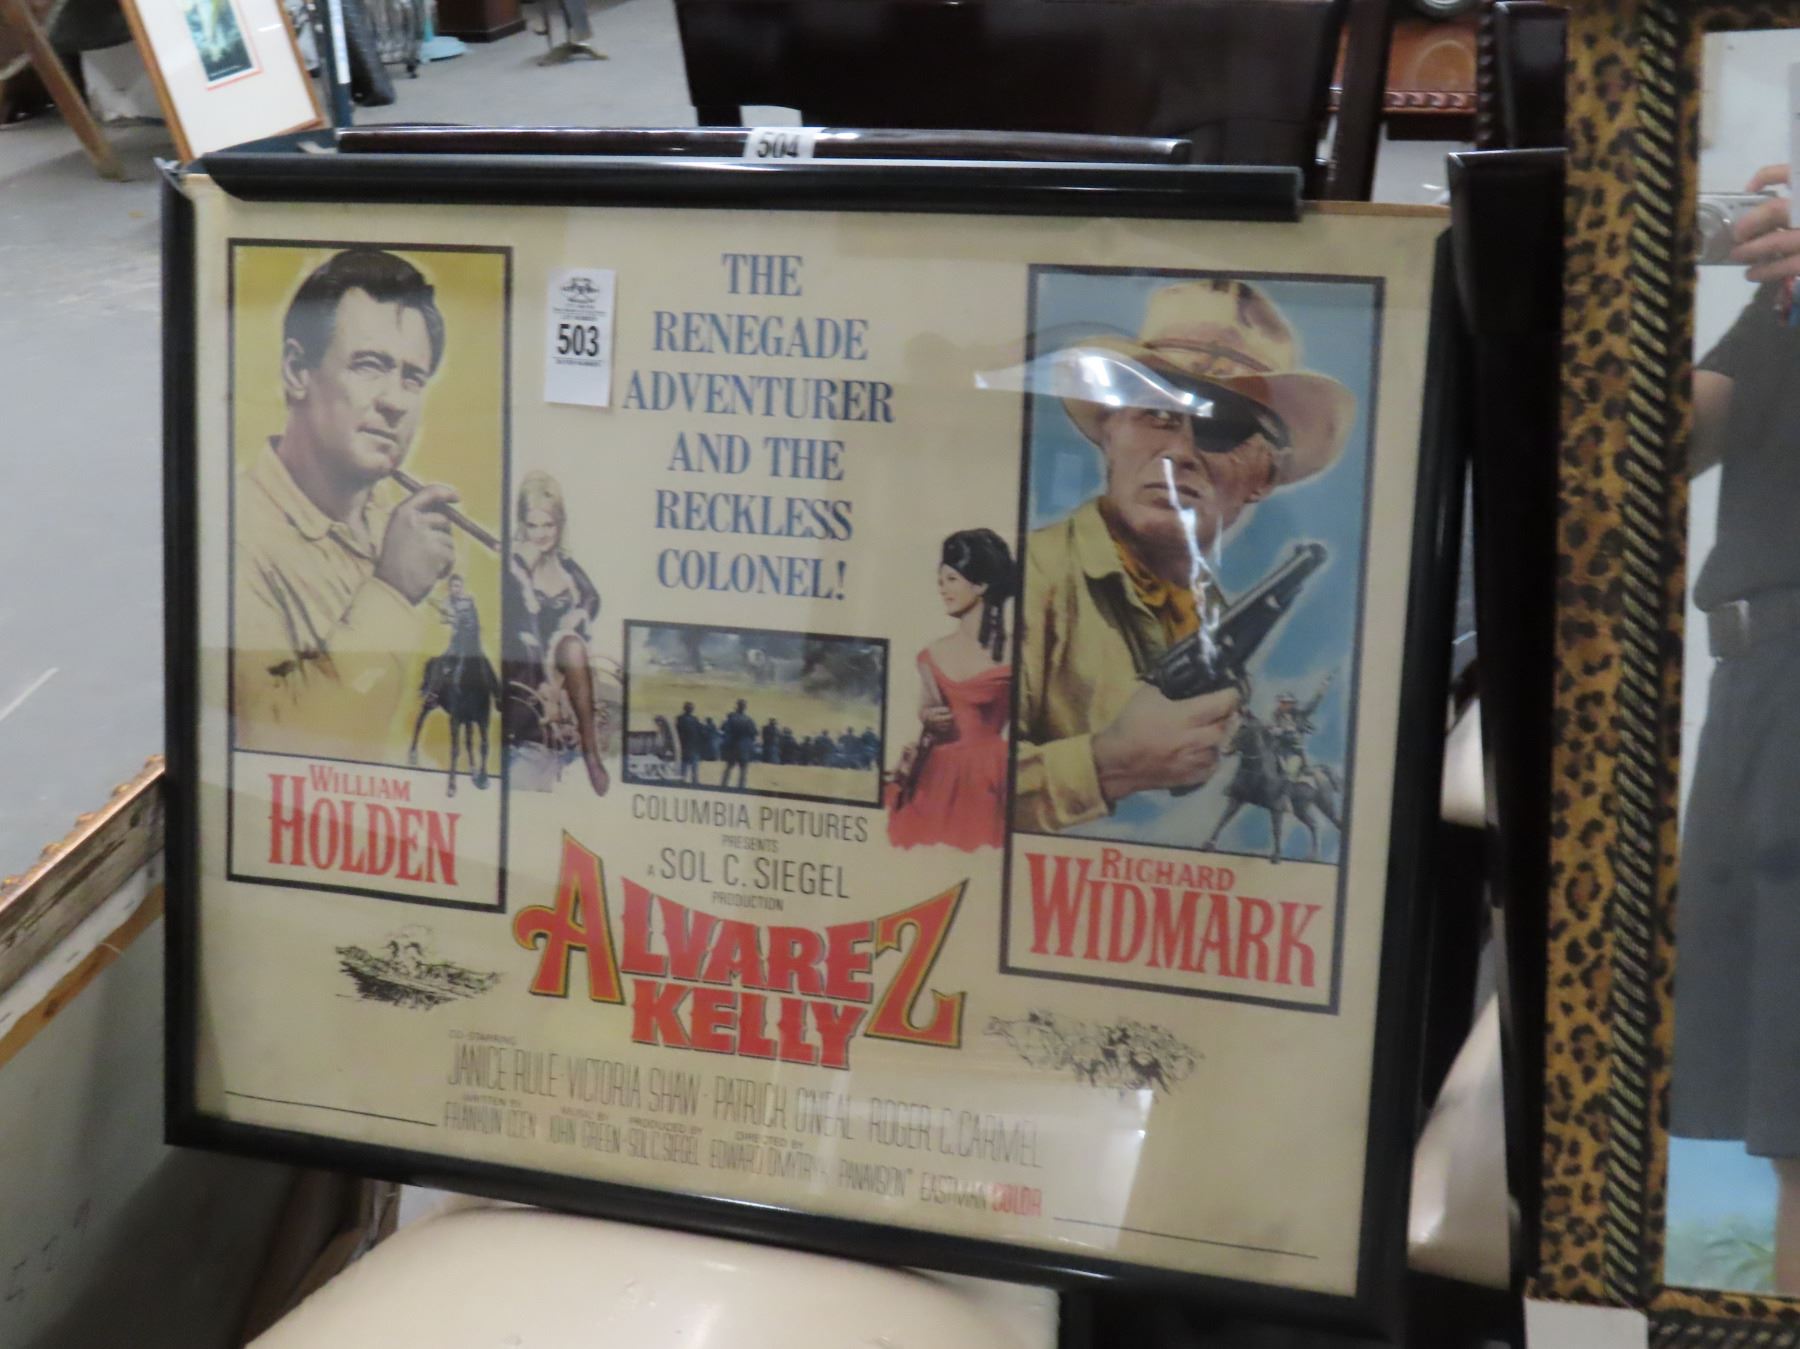 504
503
THE
RENEGADE
ADVENTURER
AND THE
RECKLESS
COLONEL!
WILLIAM
HOLDEN
RICHARD
WIDMARK
COLUMBIA PICTURES
PRESENTS
A SOL C. SIEGEL
PRODUCTION
ALVAREZ
KELLY
CO-STARRING
JANICE RULE · VICTORIA SHAW · PATRICK O'NEAL · ROGER C. CARMEL
WRITTEN BY MUSIC BY PRODUCED BY DIRECTED BY
FRANKLIN COEN JOHN GREEN · SOL C. SIEGEL EDWARD DMYTRYK PANAVISION® EASTMAN COLOR